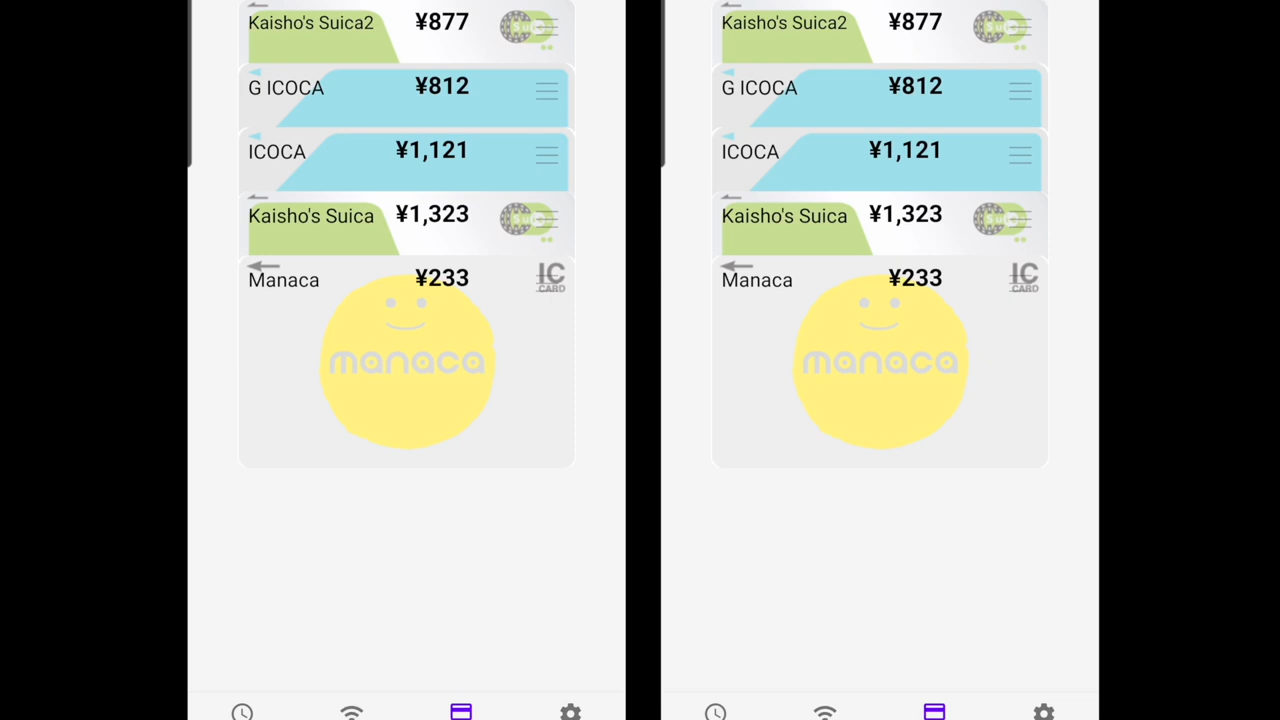 Kaisho's Suica2 ¥877
G ICOCA ¥812
ICOCA ¥1,121
Kaisho's Suica ¥1,323
Manaca ¥233 IC CARD
manaca
Kaisho's Suica2 ¥877
G ICOCA ¥812
ICOCA ¥1,121
Kaisho's Suica ¥1,323
Manaca ¥233 IC CARD
manaca